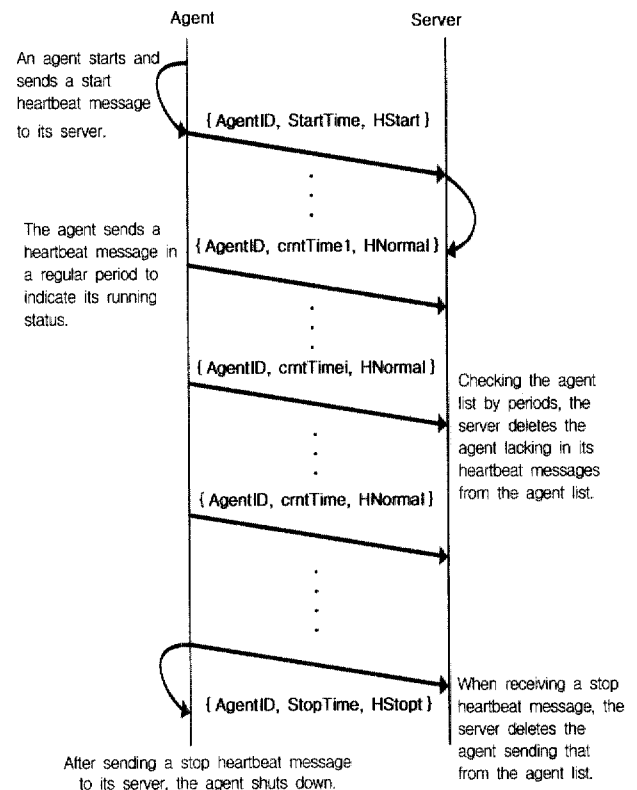 Agent
Server
An agent starts and
sends a start
heartbeat message
to its server.
{ AgentID, StartTime, HStart }
The agent sends a
heartbeat message in
a regular period to
indicate its running
status.
{ AgentID, crntTime1, HNormal }
{ AgentID, crntTimei, HNormal }
Checking the agent
list by periods, the
server deletes the
agent lacking in its
heartbeat messages
from the agent list.
{ AgentID, crntTime, HNormal }
{ AgentID, StopTime, HStopt }
When receiving a stop
heartbeat message, the
server deletes the
agent sending that
from the agent list.
After sending a stop heartbeat message
to its server, the agent shuts down.